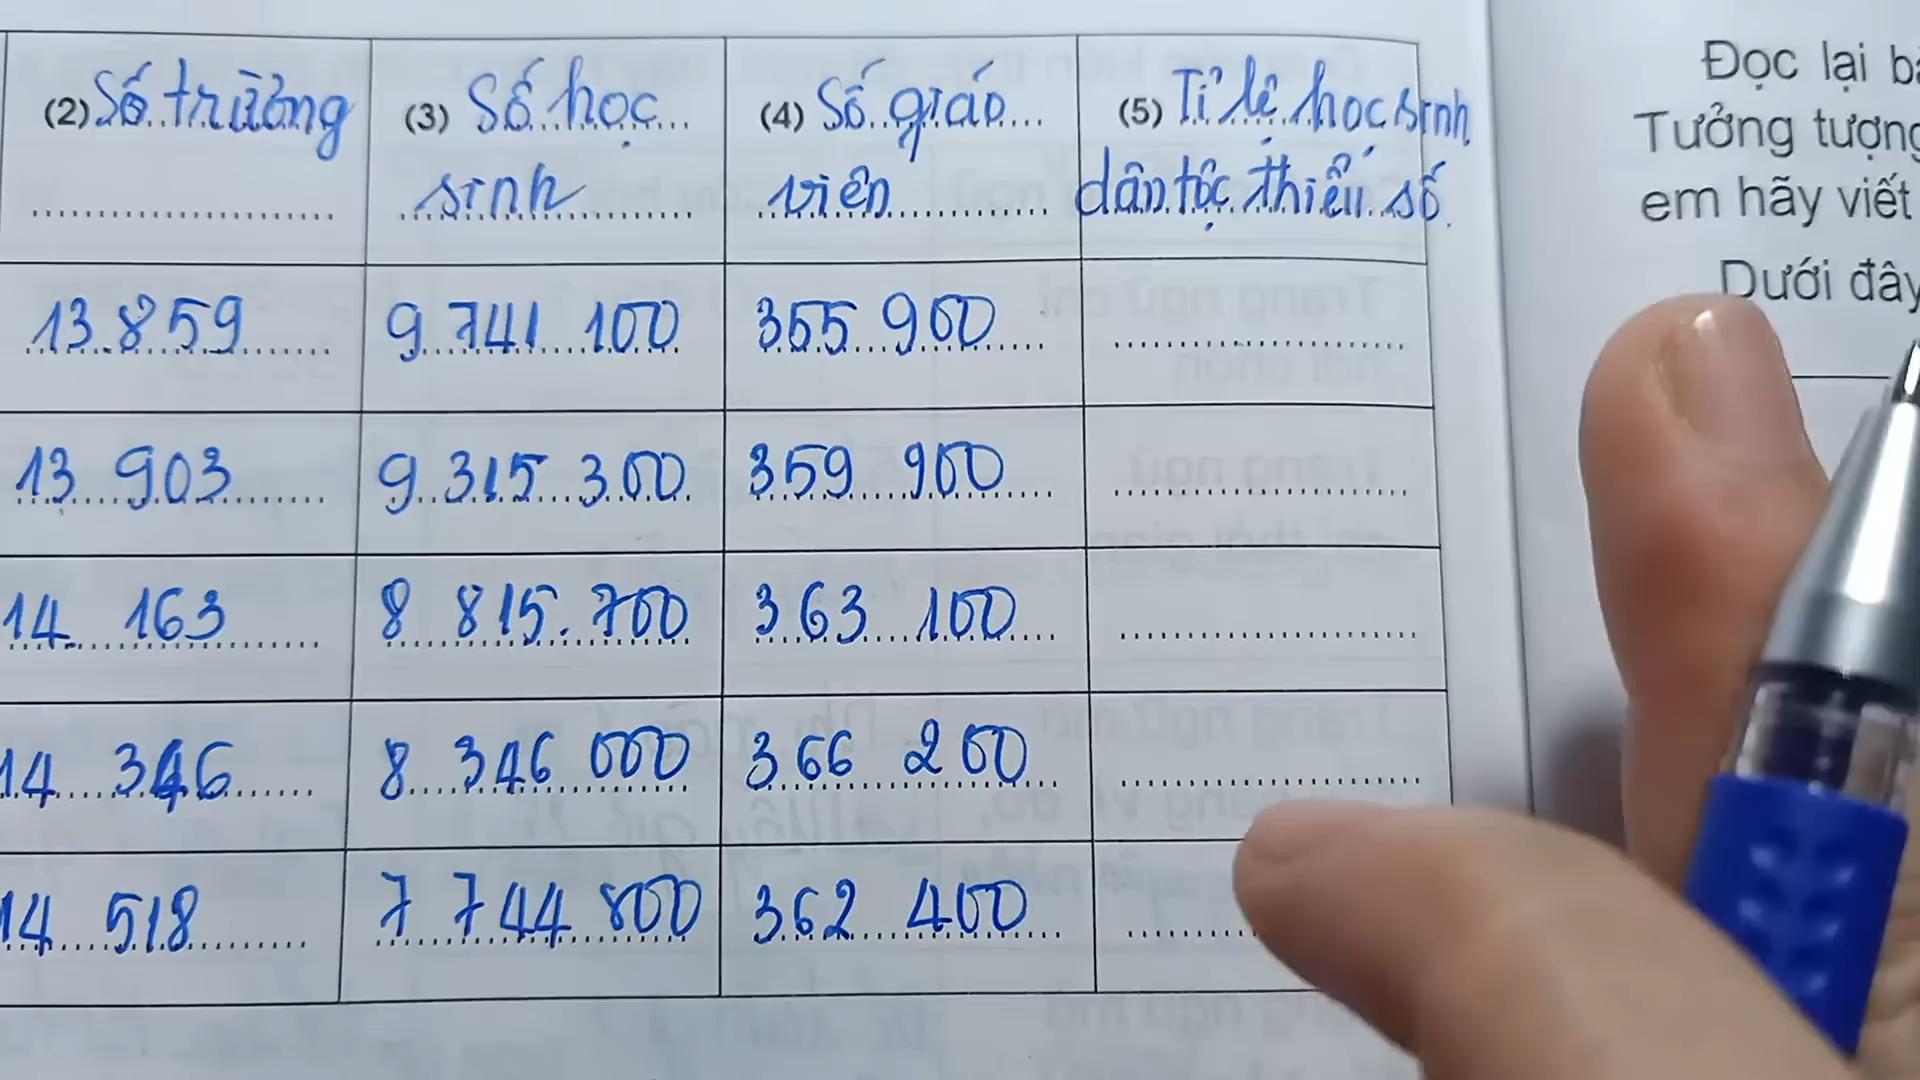 (2) Số trường
(3) Số học
sinh
(4) Số giáo
viên
(5) Tỉ lệ học sinh
dân tộc thiểu số
13.859 9 741 100 355 900
13 903 9 315 300 359 900
14 163 8 815.700 363 100
14 346 8 346 000 366 200
14 518 7 744 800 362 400
Đọc lại
Tưởng tượng
em hãy viết
Dưới đây